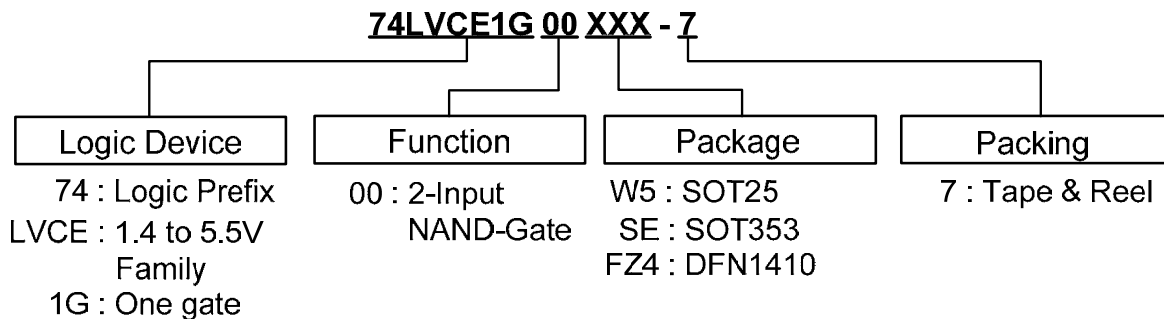 74LVCE1G 00 XXX - 7
Logic Device
74 : Logic Prefix
LVCE : 1.4 to 5.5V
Family
1G : One gate
Function
00 : 2-Input
NAND-Gate
Package
W5 : SOT25
SE : SOT353
FZ4 : DFN1410
Packing
7 : Tape & Reel